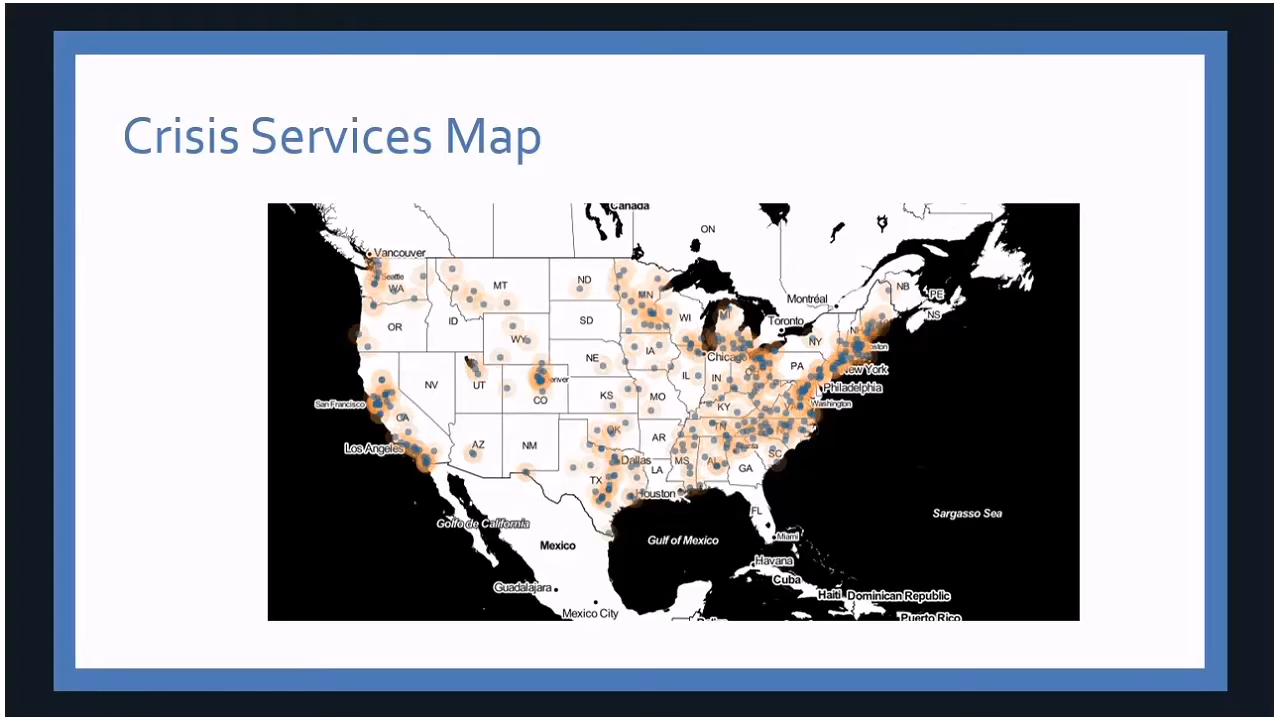 Crisis Services Map
Canada
ON
Vancouver
Seattle
WA
MT
ND
MN
NB
PE
NS
Montréal
Toronto
OR
ID
SD
WI
MI
NY
WY
IA
Chicago
NE
PA
New York
NV
UT
CO
IL
IN
Philadelphia
San Francisco
CA
KS
MO
KY
Washington
Los Angeles
AZ
NM
OK
AR
TN
Dallas
MS
AL
GA
SC
TX
LA
Houston
FL
Golfo de California
Mexico
Gulf of Mexico
Sargasso Sea
Miami
Havana
Cuba
Guadalajara
Mexico City
Haiti
Dominican Republic
Puerto Rico